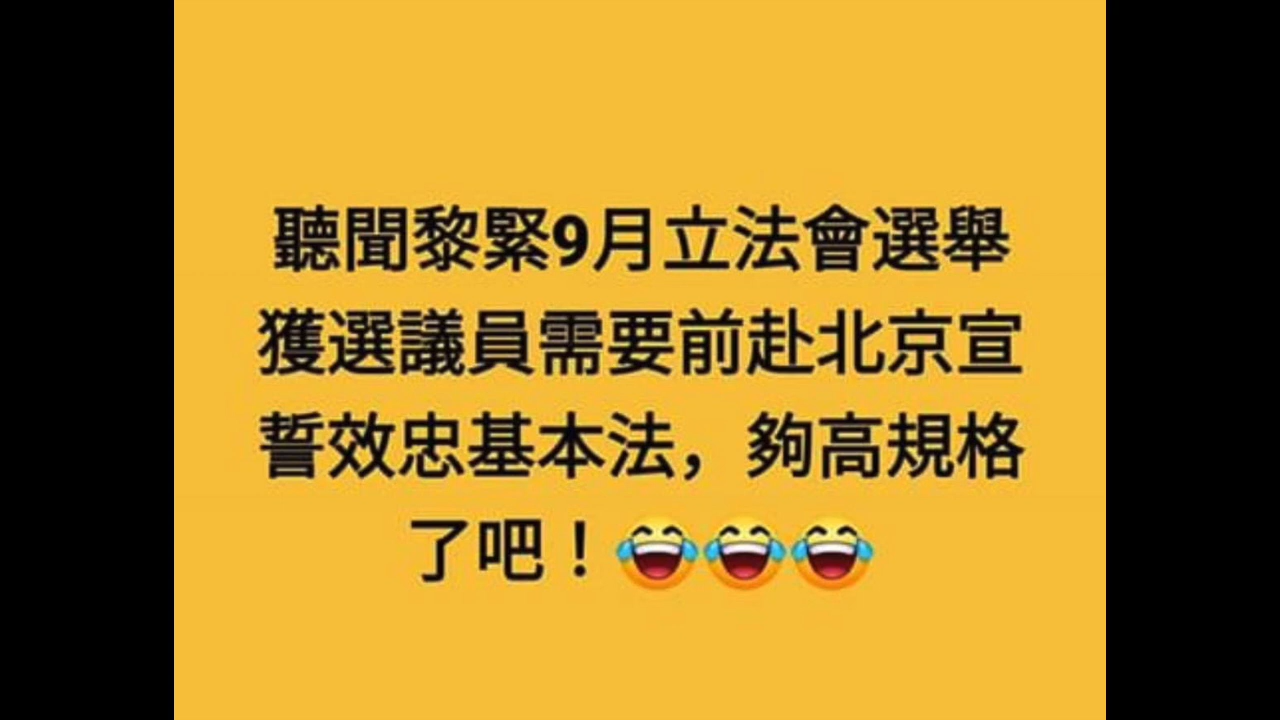 聽聞黎緊9月立法會選舉
獲選議員需要前赴北京宣
誓效忠基本法，夠高規格
了吧！😂😂😂